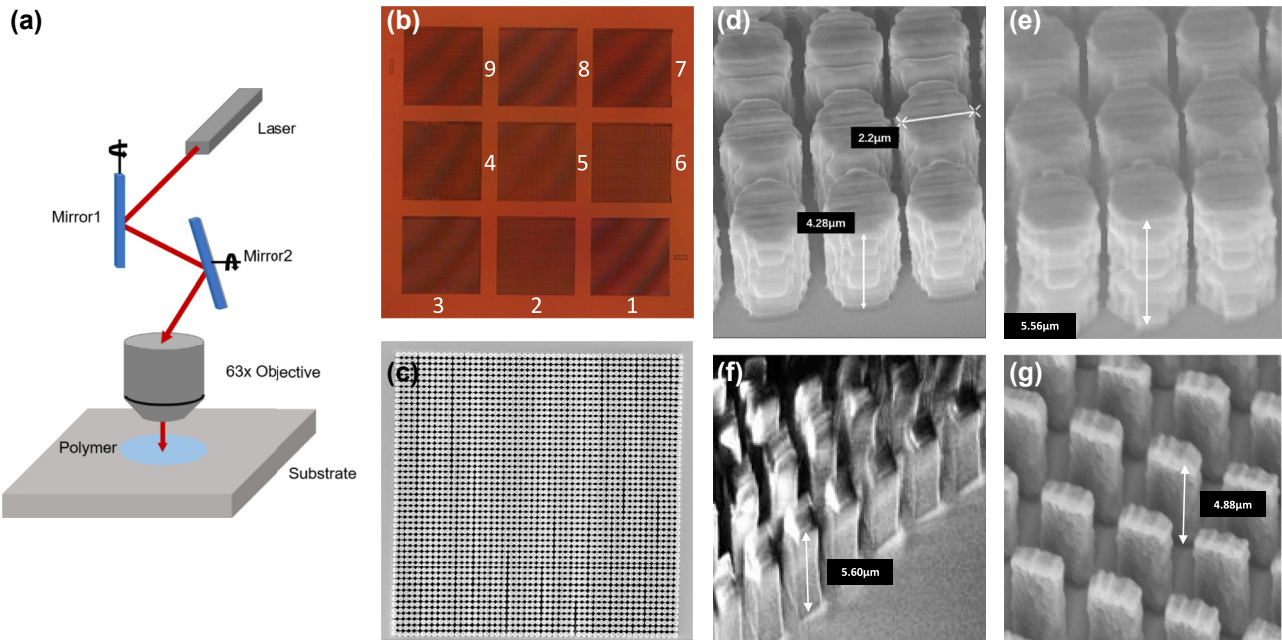 (a)
Laser
Mirror1
Mirror2
63x Objective
Polymer
Substrate
(b)
9
8
7
4
5
6
3
2
1
(c)
(d)
2.2μm
4.28μm
(e)
5.56μm
(f)
5.60μm
(g)
4.88μm